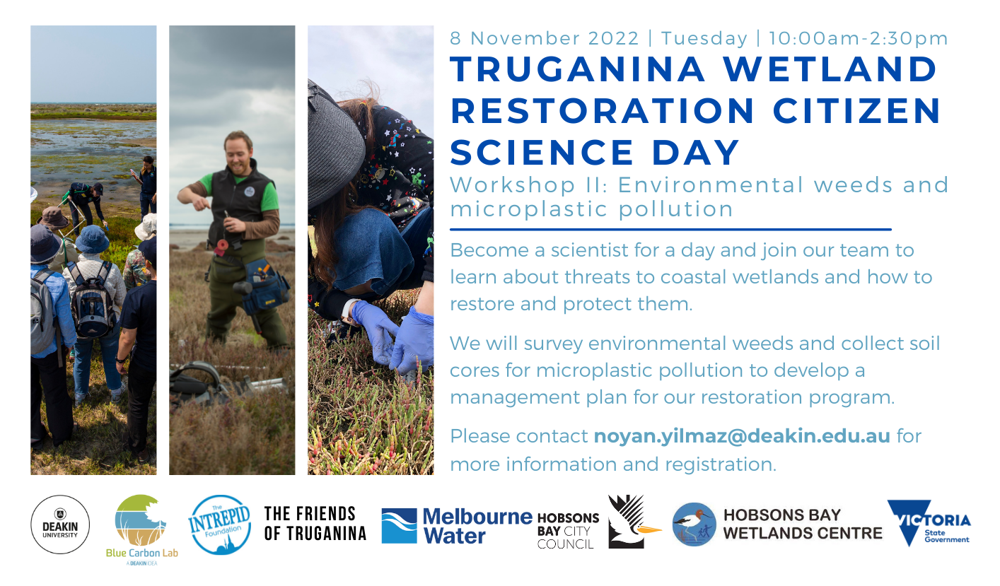 8 November 2022 | Tuesday | 10:00am-2:30pm
TRUGANINA WETLAND
RESTORATION CITIZEN
SCIENCE DAY
Workshop II: Environmental weeds and
microplastic pollution
Become a scientist for a day and join our team to
learn about threats to coastal wetlands and how to
restore and protect them.
We will survey environmental weeds and collect soil
cores for microplastic pollution to develop a
management plan for our restoration program.
Please contact noyan.yilmaz@deakin.edu.au for
more information and registration.
DEAKIN
UNIVERSITY
Blue Carbon Lab
A DEAKIN IDEA
The
INTREPID
Foundation
THE FRIENDS
OF TRUGANINA
Melbourne
Water
HOBSONS
BAY CITY
COUNCIL
HOBSONS BAY
WETLANDS CENTRE
VICTORIA
State
Government